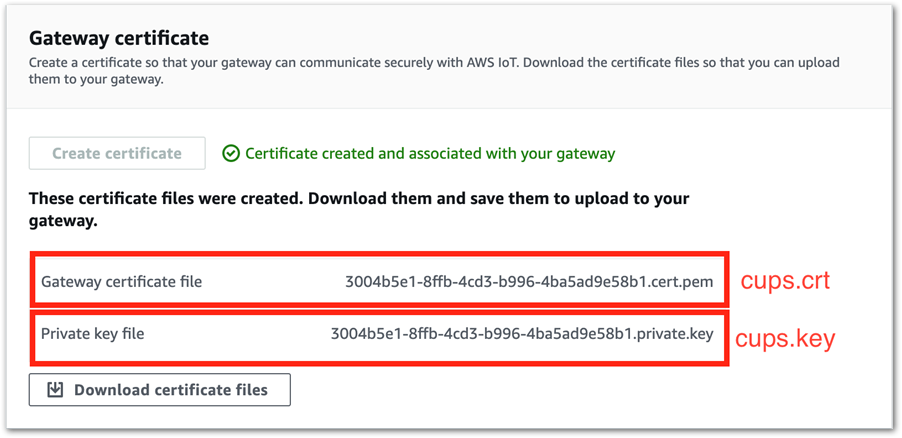 Gateway certificate
Create a certificate so that your gateway can communicate securely with AWS IoT. Download the certificate files so that you can upload
them to your gateway.
Create certificate
Certificate created and associated with your gateway
These certificate files were created. Download them and save them to upload to your
gateway.
Gateway certificate file 3004b5e1-8ffb-4cd3-b996-4ba5ad9e58b1.cert.pem cups.crt
Private key file 3004b5e1-8ffb-4cd3-b996-4ba5ad9e58b1.private.key cups.key
Download certificate files